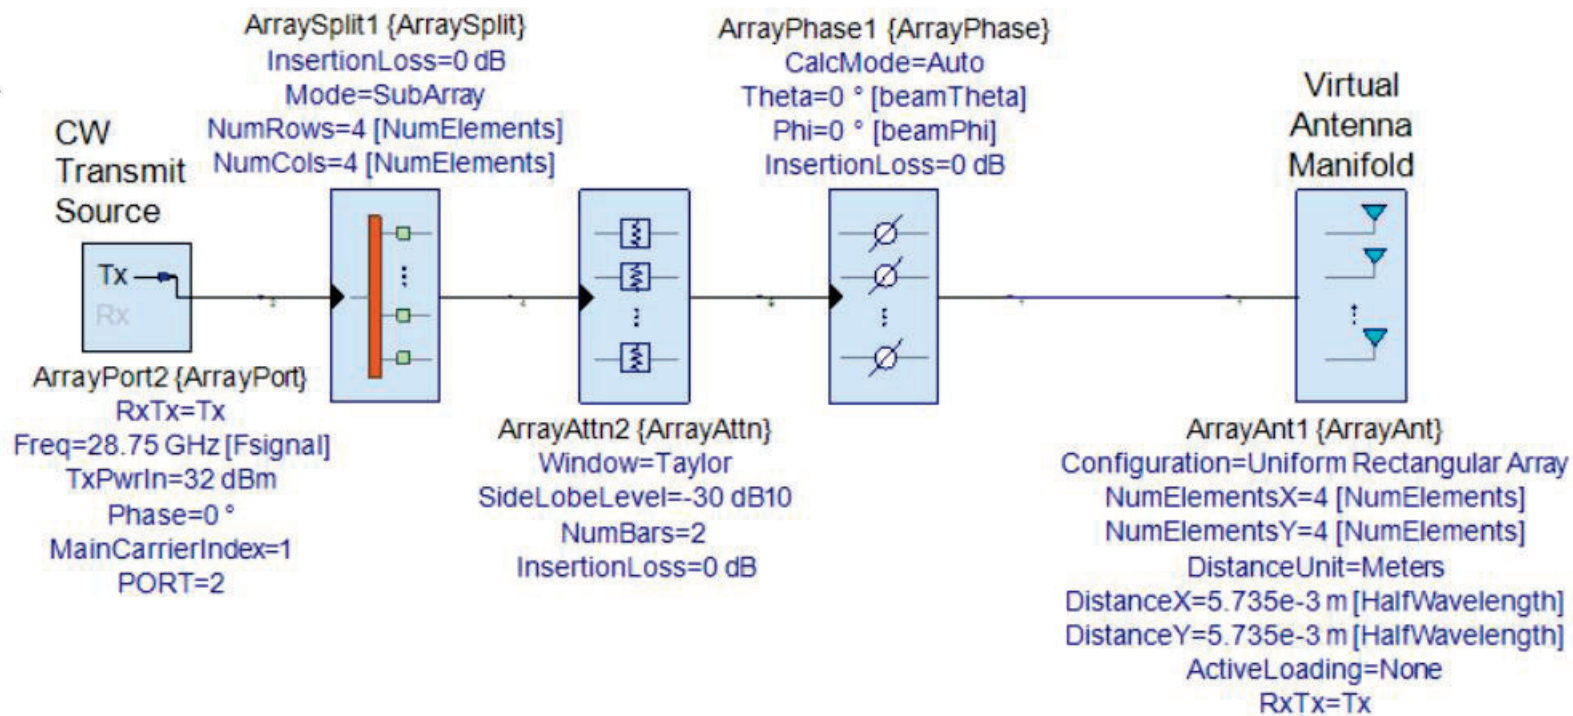 ArraySplit1 {ArraySplit}
InsertionLoss=0 dB
Mode=SubArray
NumRows=4 [NumElements]
NumCols=4 [NumElements]
ArrayPhase1 {ArrayPhase}
CalcMode=Auto
Theta=0 ° [beamTheta]
Phi=0 ° [beamPhi]
InsertionLoss=0 dB
Virtual
Antenna
Manifold
CW
Transmit
Source
Tx
Rx
ArrayPort2 {ArrayPort}
RxTx=Tx
Freq=28.75 GHz [Fsignal]
TxPwrIn=32 dBm
Phase=0 °
MainCarrierIndex=1
PORT=2
ArrayAttn2 {ArrayAttn}
Window=Taylor
SideLobeLevel=-30 dB10
NumBars=2
InsertionLoss=0 dB
ArrayAnt1 {ArrayAnt}
Configuration=Uniform Rectangular Array
NumElementsX=4 [NumElements]
NumElementsY=4 [NumElements]
DistanceUnit=Meters
DistanceX=5.735e-3 m [HalfWavelength]
DistanceY=5.735e-3 m [HalfWavelength]
ActiveLoading=None
RxTx=Tx